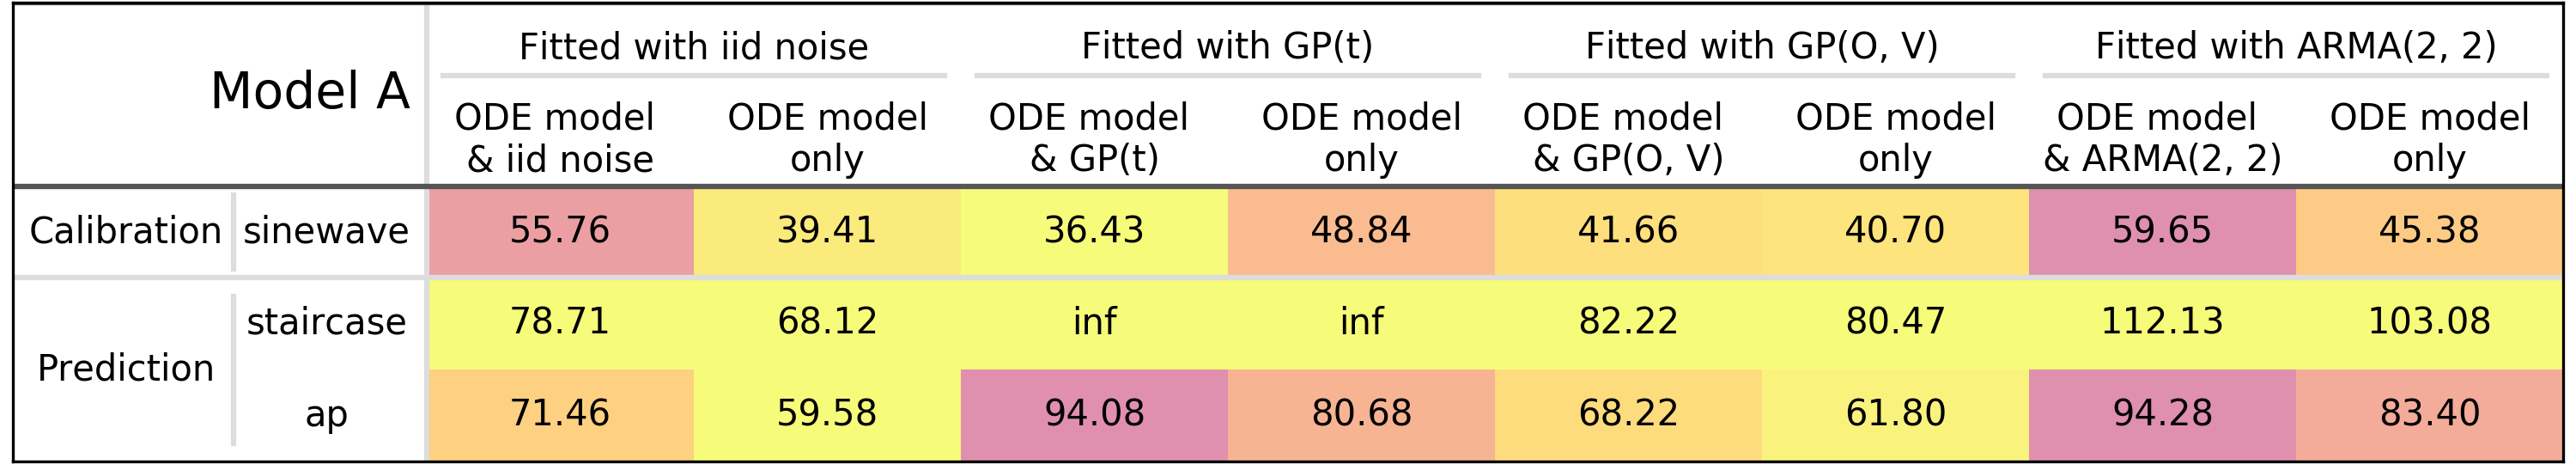 Model A
Fitted with iid noise Fitted with GP(t) Fitted with GP(O, V) Fitted with ARMA(2, 2)
ODE model ODE model ODE model ODE model ODE model ODE model ODE model ODE model
& iid noise only & GP(t) only & GP(O, V) only & ARMA(2, 2) only
Calibration sinewave 55.76 39.41 36.43 48.84 41.66 40.70 59.65 45.38
Prediction
staircase 78.71 68.12 inf inf 82.22 80.47 112.13 103.08
ap 71.46 59.58 94.08 80.68 68.22 61.80 94.28 83.40